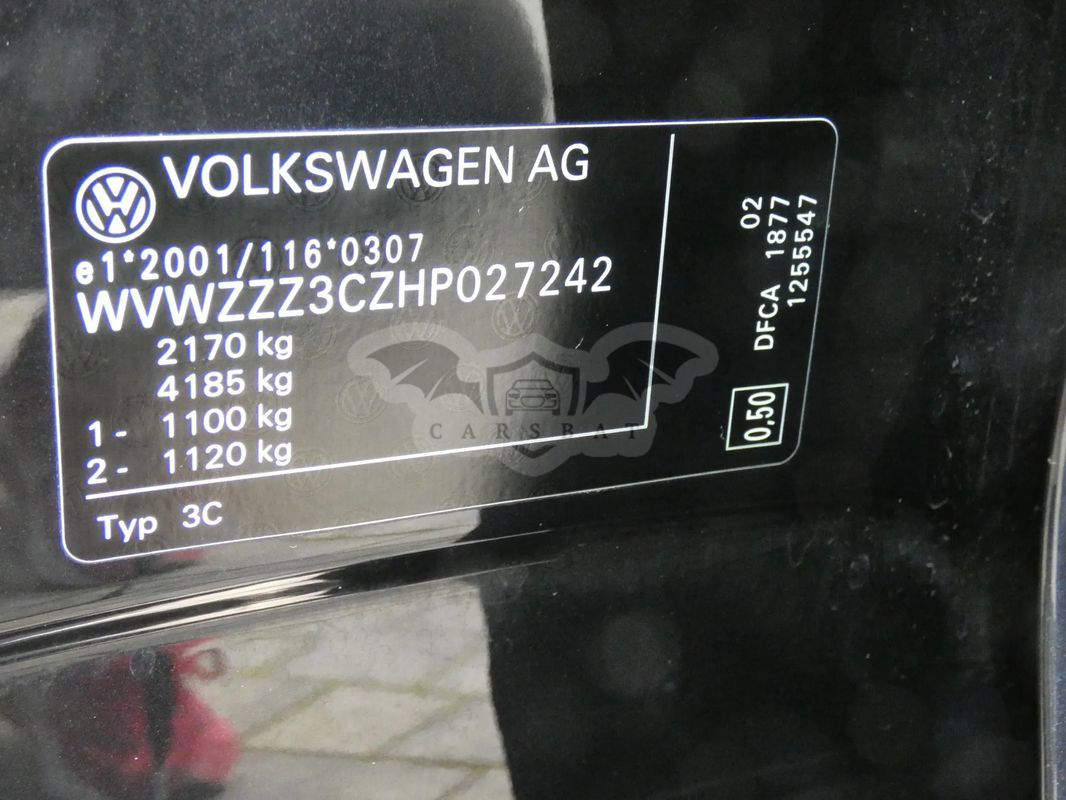 VOLKSWAGEN AG
e1*2001/116*0307
WVWZZZ3CZHP027242
2170 kg
4185 kg
1- 1100 kg
2- 1120 kg
Typ 3C
02
DFCA 1877
1255547
0,50
CARSBAT